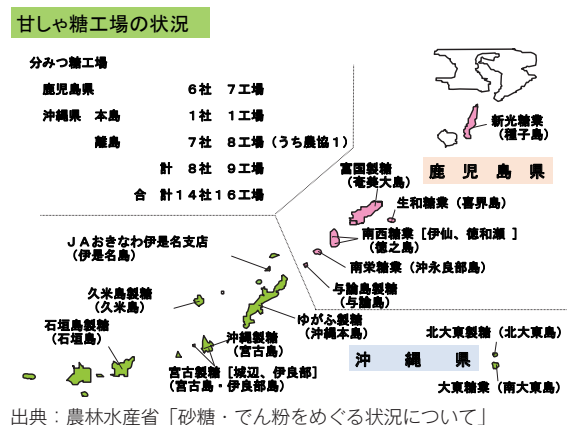 甘しゃ糖工場の状況
分みつ糖工場
鹿児島県 6社 7工場
沖縄県 本島 1社 1工場
離島 7社 8工場(うち農協1)
計 8社 9工場
合 計14社16工場
新光糖業
(種子島)
鹿児島県
富国製糖
(奄美大島)
生和糖業(喜界島)
南西糖業[伊仙、徳和瀬 ]
(徳之島)
南栄糖業(沖永良部島)
与論島製糖
(与論島)
JAおきなわ伊是名支店
(伊是名島)
久米島製糖
(久米島)
石垣島製糖
(石垣島)
ゆがふ製糖
(沖縄本島)
沖縄製糖
(宮古島)
宮古製糖[城辺、伊良部]
(宮古島・伊良部島)
沖縄県
北大東製糖(北大東島)
大東糖業(南大東島)
出典:農林水産省「砂糖・でん粉をめぐる状況について」